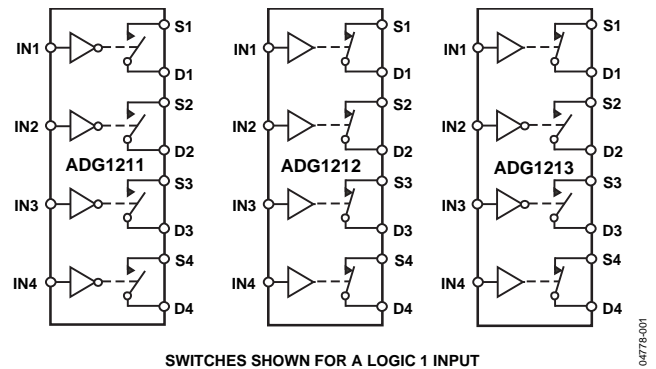 S1
IN1
D1
S2
IN2
D2
ADG1211
S3
IN3
D3
S4
IN4
D4
S1
IN1
D1
S2
IN2
D2
ADG1212
S3
IN3
D3
S4
IN4
D4
S1
IN1
D1
S2
IN2
D2
ADG1213
S3
IN3
D3
S4
IN4
D4
SWITCHES SHOWN FOR A LOGIC 1 INPUT
04778-001